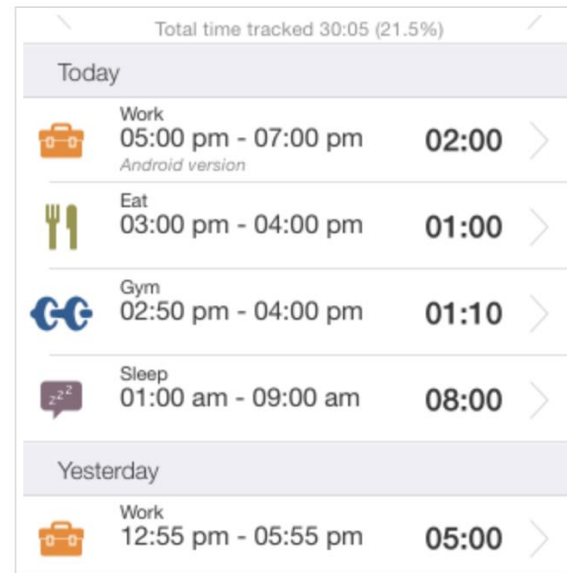 Total time tracked 30:05 (21.5%)
Today
Work
05:00 pm - 07:00 pm 02:00
Android version
Eat
03:00 pm - 04:00 pm 01:00
Gym
02:50 pm - 04:00 pm 01:10
Sleep
zzz
01:00 am - 09:00 am 08:00
Yesterday
Work
12:55 pm - 05:55 pm 05:00